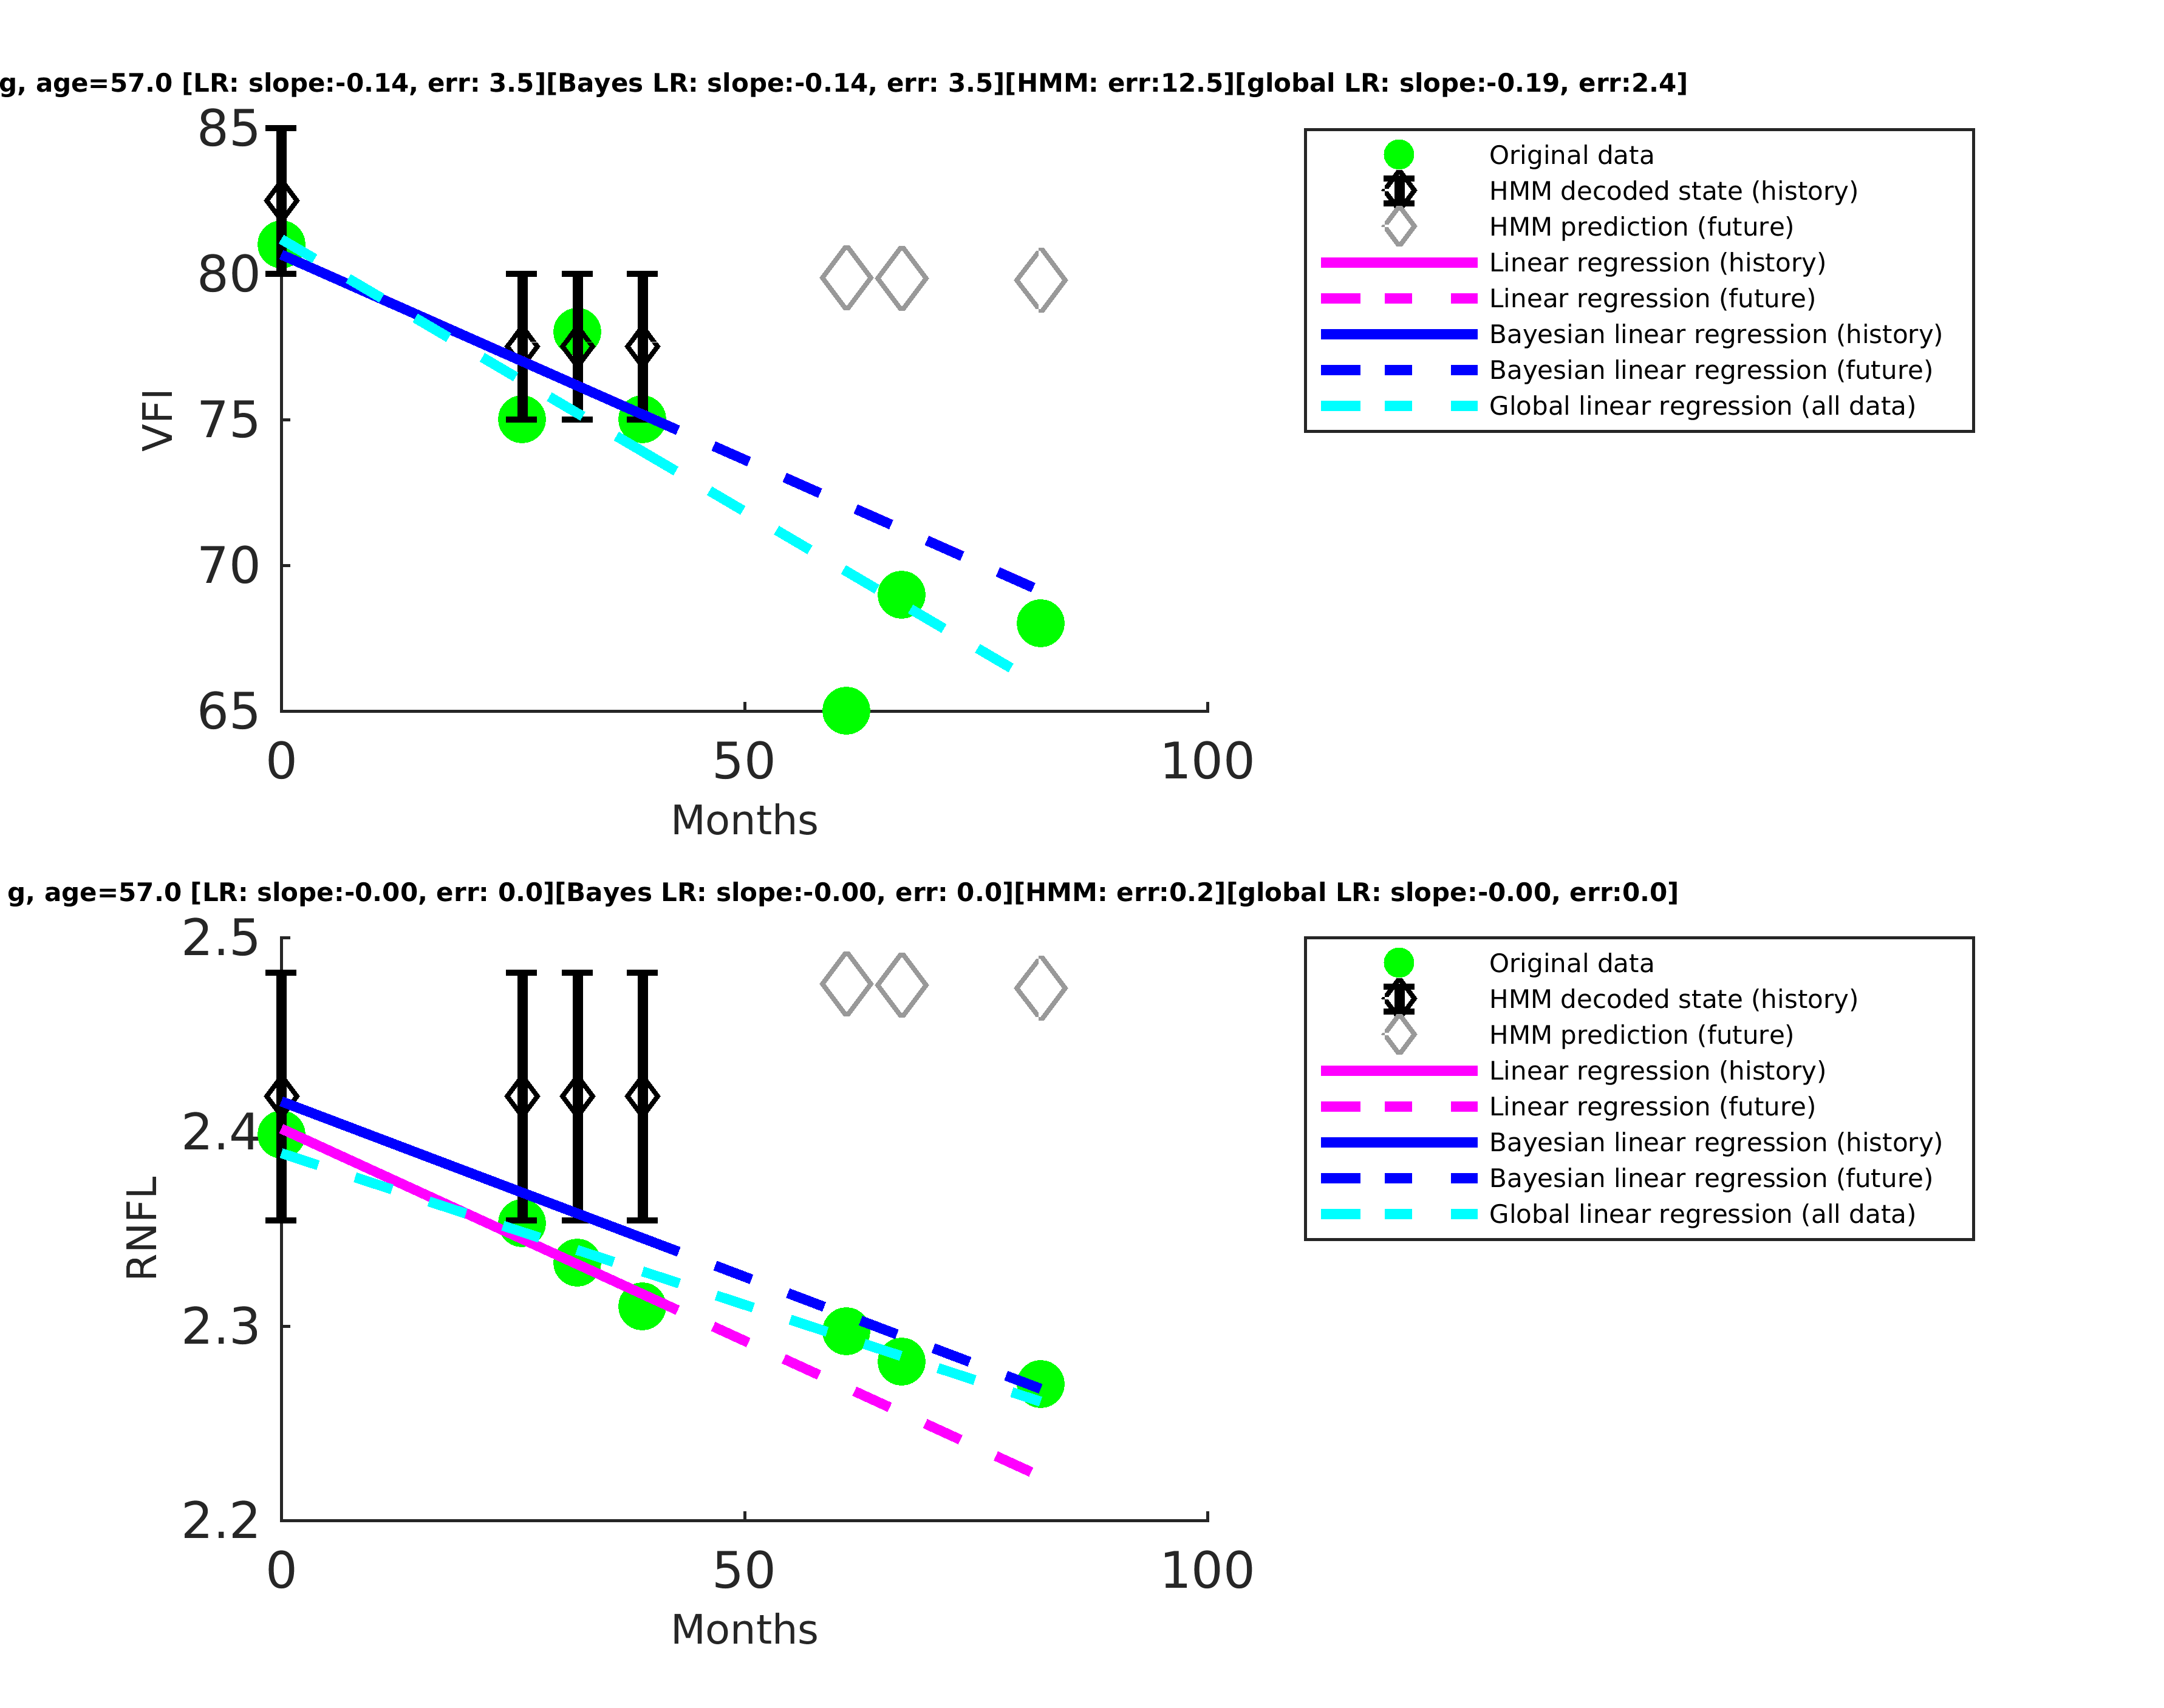 g, age=57.0 [LR: slope:-0.14, err: 3.5][Bayes LR: slope:-0.14, err: 3.5][HMM: err:12.5][global LR: slope:-0.19, err:2.4]
85
80
75
70
65
VFI
0 50 100
Months
Original data
HMM decoded state (history)
HMM prediction (future)
Linear regression (history)
Linear regression (future)
Bayesian linear regression (history)
Bayesian linear regression (future)
Global linear regression (all data)
g, age=57.0 [LR: slope:-0.00, err: 0.0][Bayes LR: slope:-0.00, err: 0.0][HMM: err:0.2][global LR: slope:-0.00, err:0.0]
2.5
2.4
2.3
2.2
RNFL
0 50 100
Months
Original data
HMM decoded state (history)
HMM prediction (future)
Linear regression (history)
Linear regression (future)
Bayesian linear regression (history)
Bayesian linear regression (future)
Global linear regression (all data)